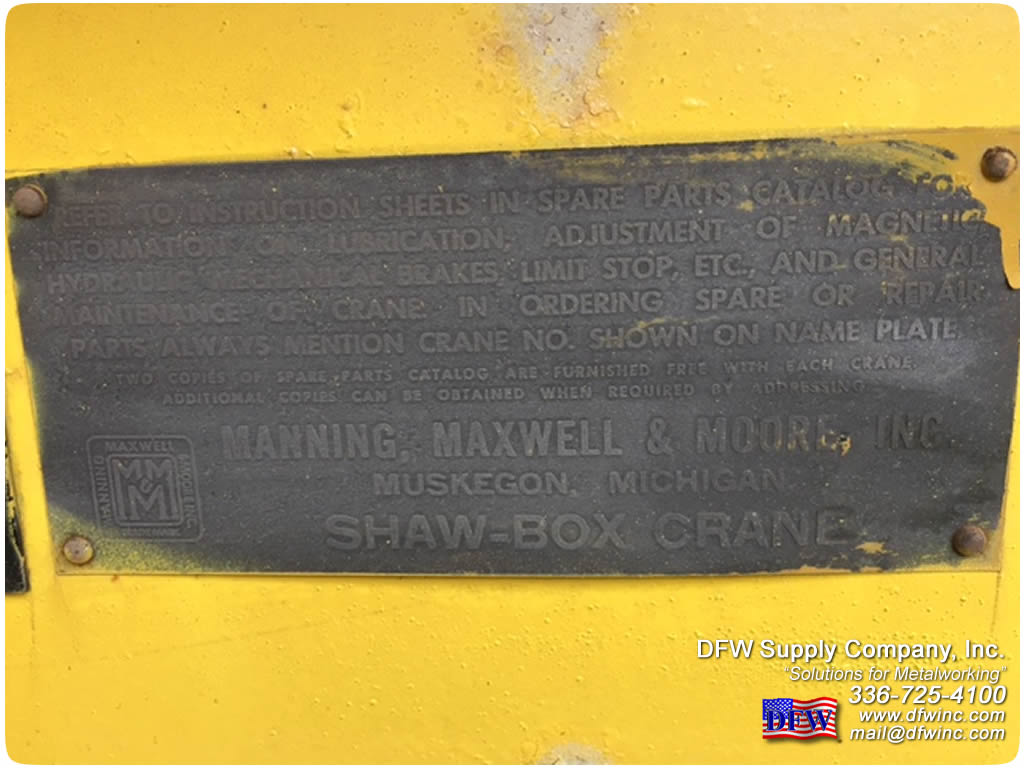 REFER TO INSTRUCTION SHEETS IN SPARE PARTS CATALOG FOR
INFORMATION ON LUBRICATION, ADJUSTMENT OF MAGNETIC,
HYDRAULIC, MECHANICAL BRAKES, LIMIT STOP, ETC., AND GENERAL
MAINTENANCE OF CRANE IN ORDERING SPARE OR REPAIR
PARTS ALWAYS MENTION CRANE NO. SHOWN ON NAME PLATE
TWO COPIES OF SPARE PARTS CATALOG ARE FURNISHED FREE WITH EACH CRANE.
ADDITIONAL COPIES CAN BE OBTAINED WHEN REQUIRED BY ADDRESSING
MANNING, MAXWELL & MOORE, INC.
MUSKEGON, MICHIGAN
SHAW-BOX CRANE
MAXWELL
MANNING
MM
&M
MOORE INC.
DFW Supply Company, Inc.
"Solutions for Metalworking"
336-725-4100
DFW
www.dfwinc.com
mail@dfwinc.com